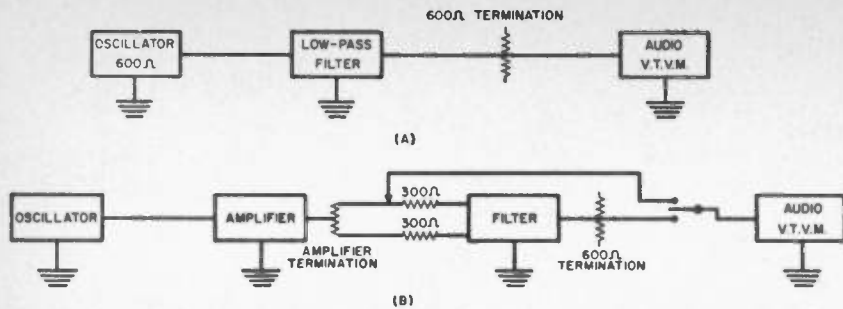 600Ω TERMINATION
OSCILLATOR
600Ω
LOW-PASS
FILTER
AUDIO
V.T.V.M.
(A)
300Ω
OSCILLATOR
AMPLIFIER
300Ω
FILTER
AUDIO
V.T.V.M.
AMPLIFIER
TERMINATION
600Ω
TERMINATION
(B)